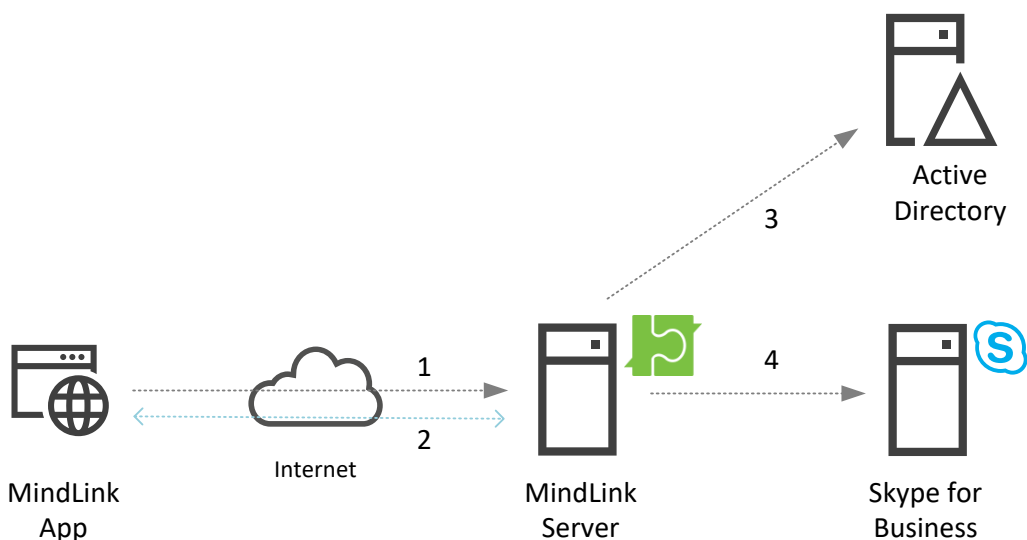 Active
Directory
3
1
4
2
Internet
MindLink
App
MindLink
Server
Skype for
Business
S